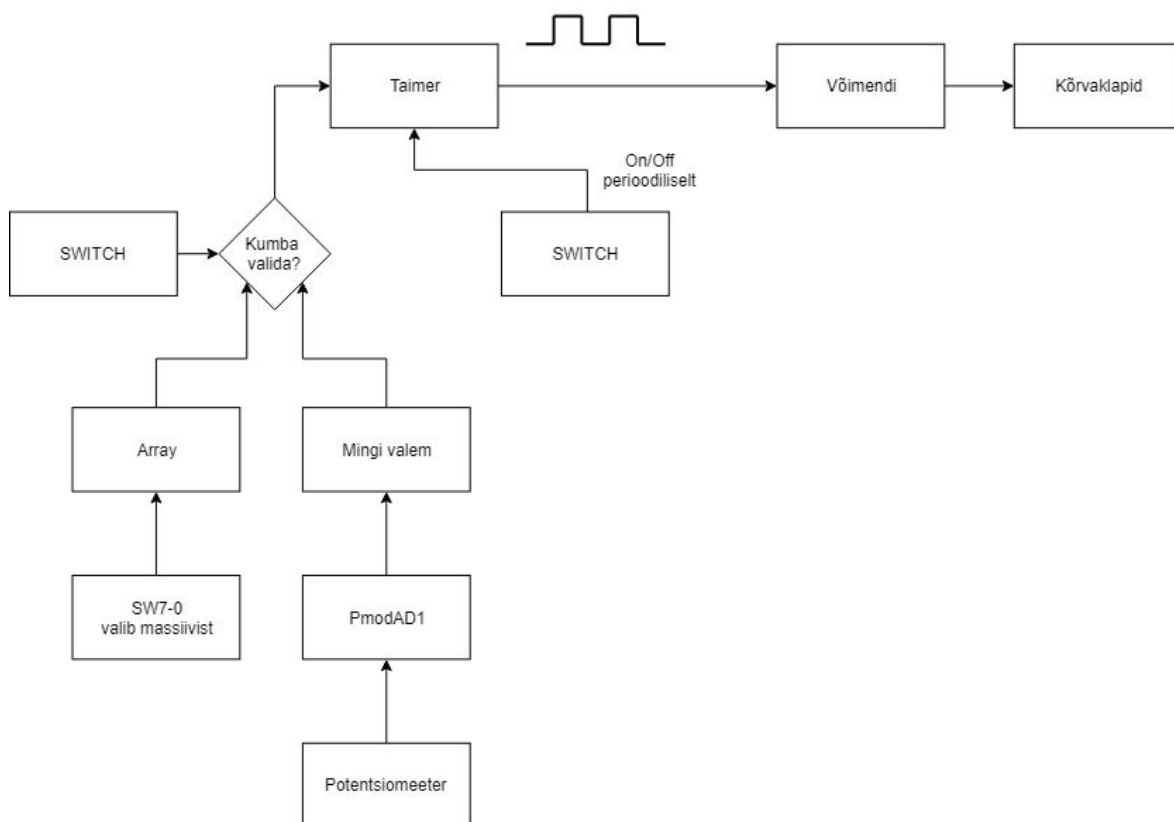 Taimer
Võimendi
Kõrvaklapid
On/Off
perioodiliselt
SWITCH
Kumba
valida?
SWITCH
Array
Mingi valem
SW7-0
valib massiivist
PmodAD1
Potentsiomeeter